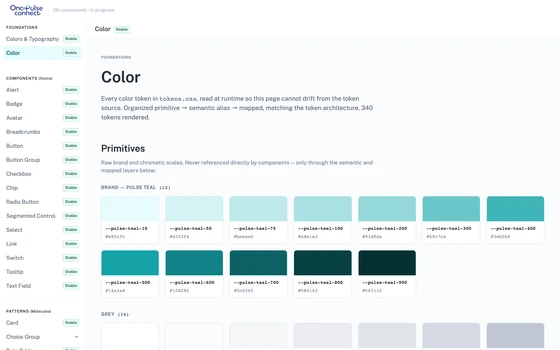 OncoPulse connect
28 components · In progress
FOUNDATIONS
Colors & Typography Stable
Color Stable
COMPONENTS (Atoms)
Alert Stable
Badge Stable
Avatar Stable
Breadcrumbs Stable
Button Stable
Button Group Stable
Checkbox Stable
Chip Stable
Radio Button Stable
Segmented Control Stable
Select Stable
Link Stable
Switch Stable
Tooltip Stable
Text Field Stable
PATTERNS (Molecules)
Card Stable
Choice Group
Color Stable
FOUNDATIONS
Color
Every color token in tokens.css, read at runtime so this page cannot drift from the token
source. Organized primitive → semantic alias → mapped, matching the token architecture. 340
tokens rendered.
Primitives
Raw brand and chromatic scales. Never referenced directly by components — only through the semantic and
mapped layers below.
BRAND — PULSE TEAL (12)
--pulse-teal-10
--pulse-teal-50
--pulse-teal-75
--pulse-teal-100
--pulse-teal-200
--pulse-teal-300
--pulse-teal-400
--pulse-teal-500
--pulse-teal-600
--pulse-teal-700
--pulse-teal-800
--pulse-teal-900
GREY (14)